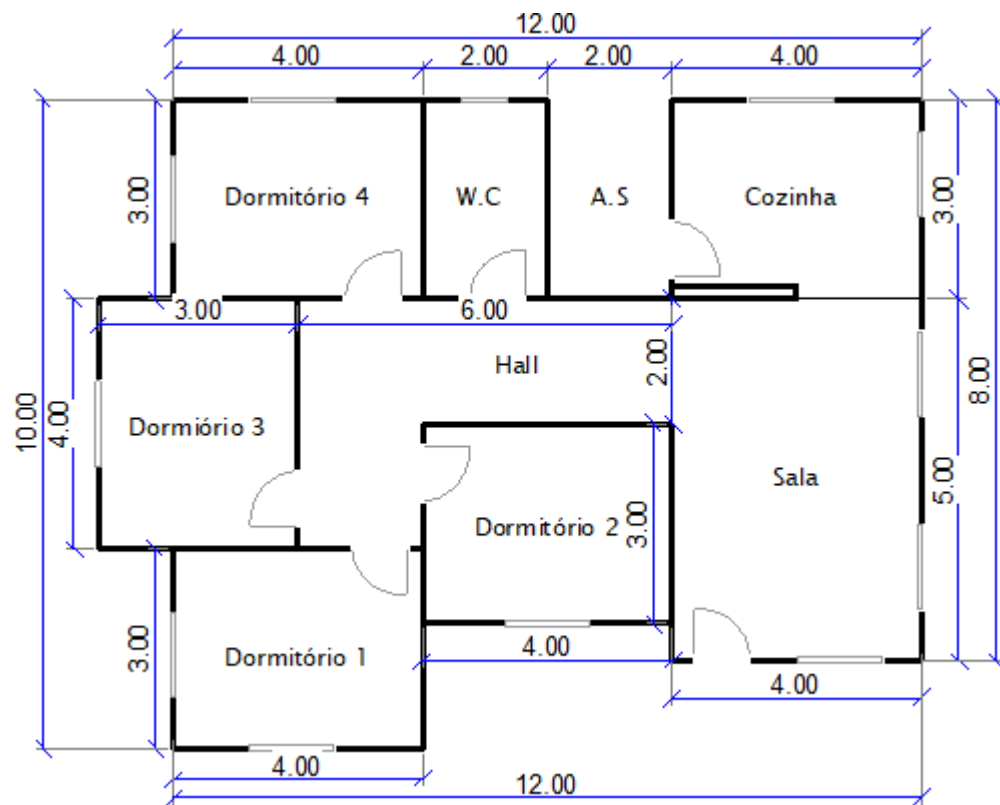 12.00
4.00 2.00 2.00 4.00
3.00 Dormitório 4 W.C A.S Cozinha 3.00
3.00 6.00
10.00 4.00 Hall 2.00 8.00
Dormiório 3
Sala 5.00
Dormitório 2 3.00
3.00 Dormitório 1 4.00
4.00
4.00
12.00